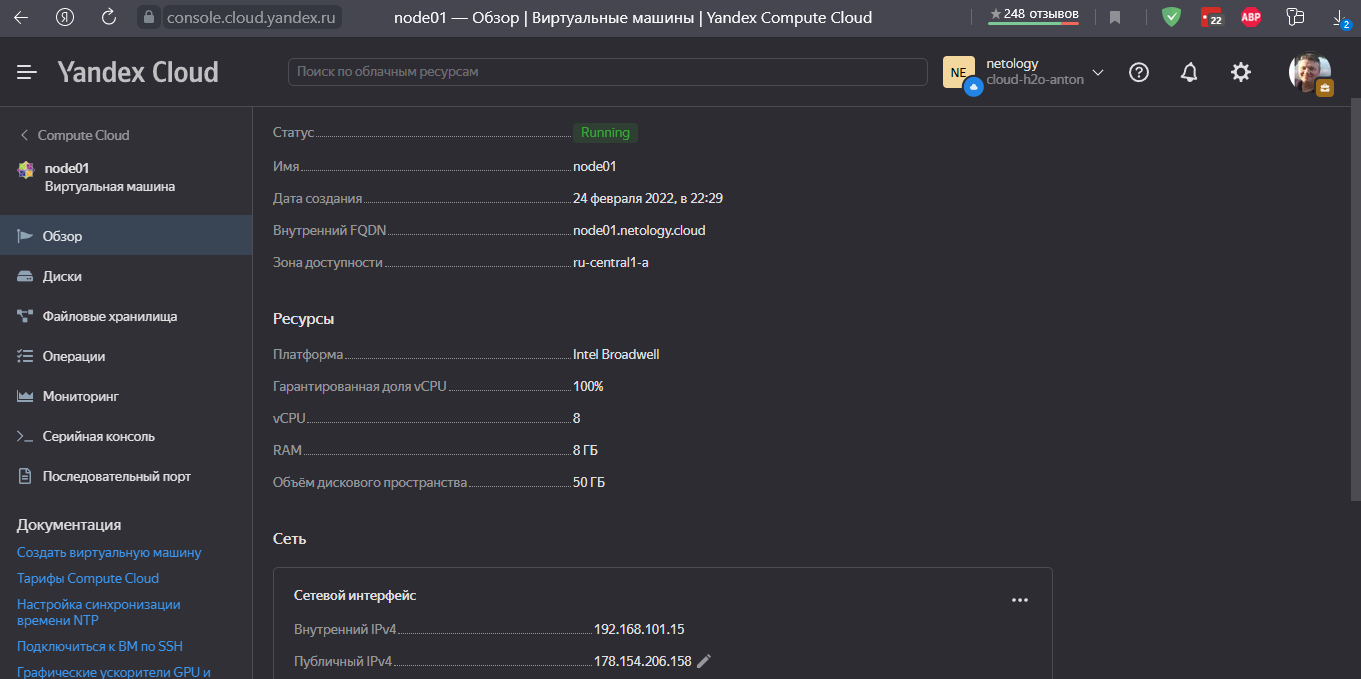 console.cloud.yandex.ru
node01 — Обзор | Виртуальные машины | Yandex Compute Cloud
★248 отзывов
22
ABP
2
Yandex Cloud
Поиск по облачным ресурсам
NE
netology
cloud-h2o-anton
Compute Cloud
node01
Виртуальная машина
Обзор
Диски
Файловые хранилища
Операции
Мониторинг
Серийная консоль
Последовательный порт
Документация
Создать виртуальную машину
Тарифы Compute Cloud
Настройка синхронизации
времени NTP
Подключиться к ВМ по SSH
Графические ускорители GPU и
Статус Running
Имя node01
Дата создания 24 февраля 2022, в 22:29
Внутренний FQDN node01.netology.cloud
Зона доступности ru-central1-a
Ресурсы
Платформа Intel Broadwell
Гарантированная доля vCPU 100%
vCPU 8
RAM 8 ГБ
Объём дискового пространства 50 ГБ
Сеть
Сетевой интерфейс
Внутренний IPv4 192.168.101.15
Публичный IPv4 178.154.206.158